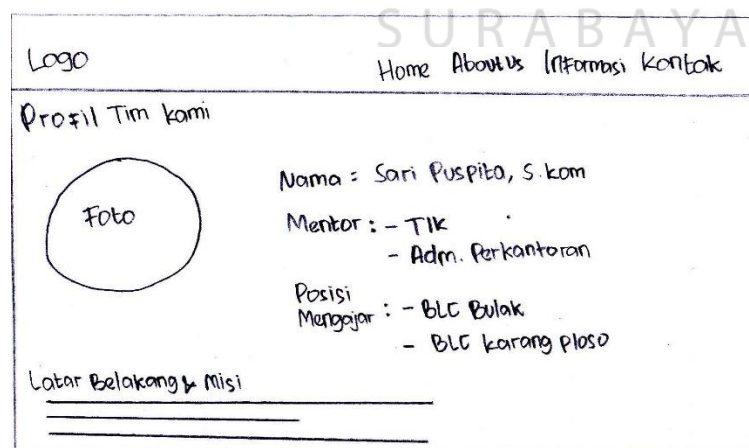 SURABAYA
Logo
Home About Us Informasi Kontak
Profil Tim Kami
Foto
Nama : Sari Puspita, S.kom
Mentor : - TIK
- Adm. Perkantoran
Posisi
Mengajar : - BLC Bulak
- BLC Karang Ploso
Latar Belakang & Misi